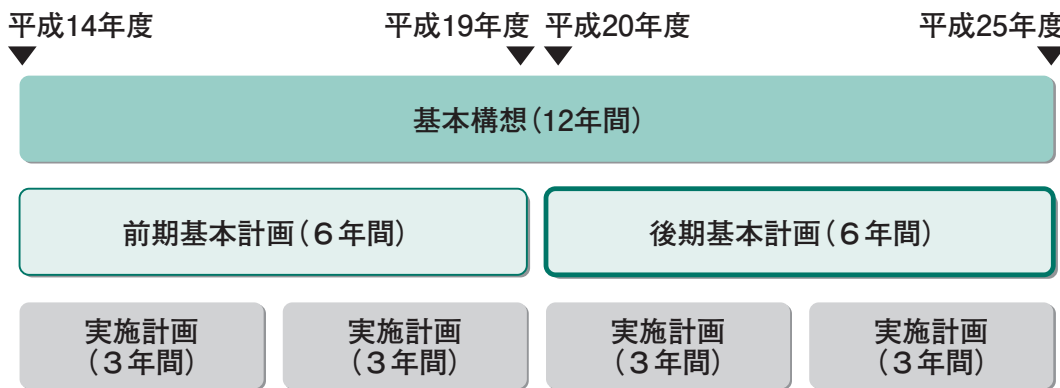 平成14年度 平成19年度 平成20年度 平成25年度
基本構想(12年間)
前期基本計画(6年間) 後期基本計画(6年間)
実施計画 実施計画 実施計画 実施計画
(3年間) (3年間) (3年間) (3年間)